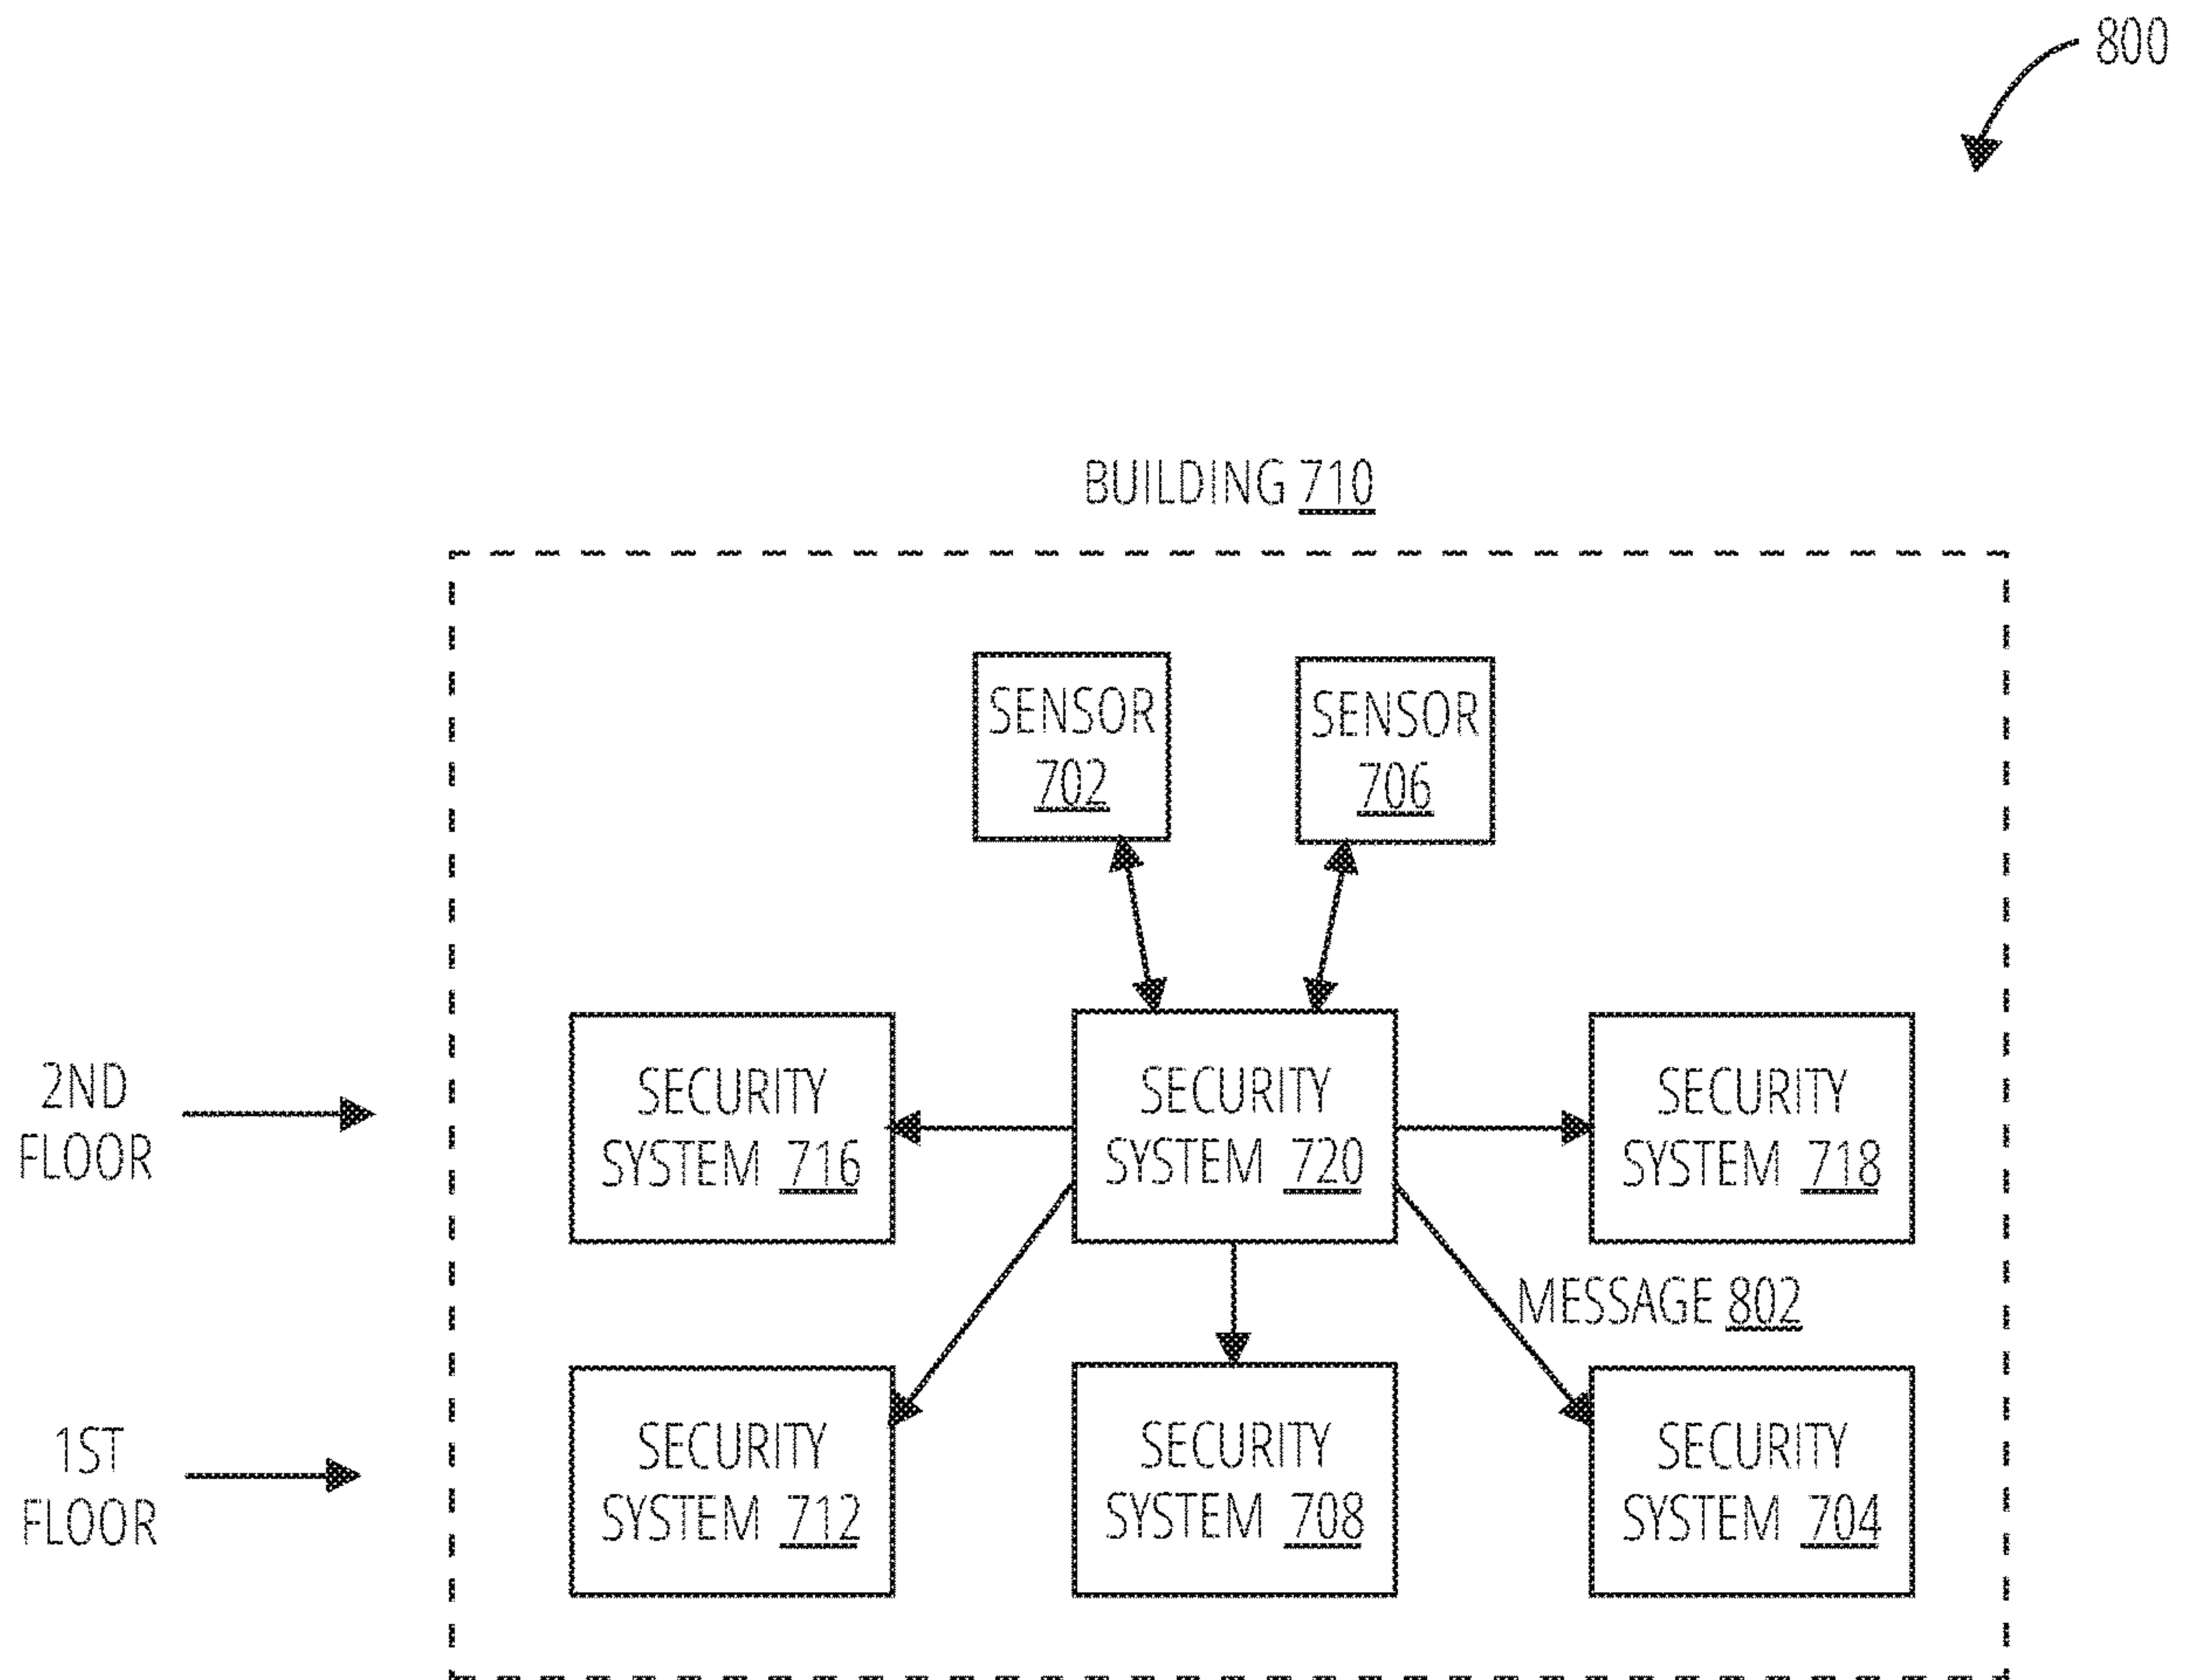 800
BUILDING 710
SENSOR
702
SENSOR
706
2ND
FLOOR
SECURITY
SYSTEM 716
SECURITY
SYSTEM 720
SECURITY
SYSTEM 718
MESSAGE 802
1ST
FLOOR
SECURITY
SYSTEM 712
SECURITY
SYSTEM 708
SECURITY
SYSTEM 704